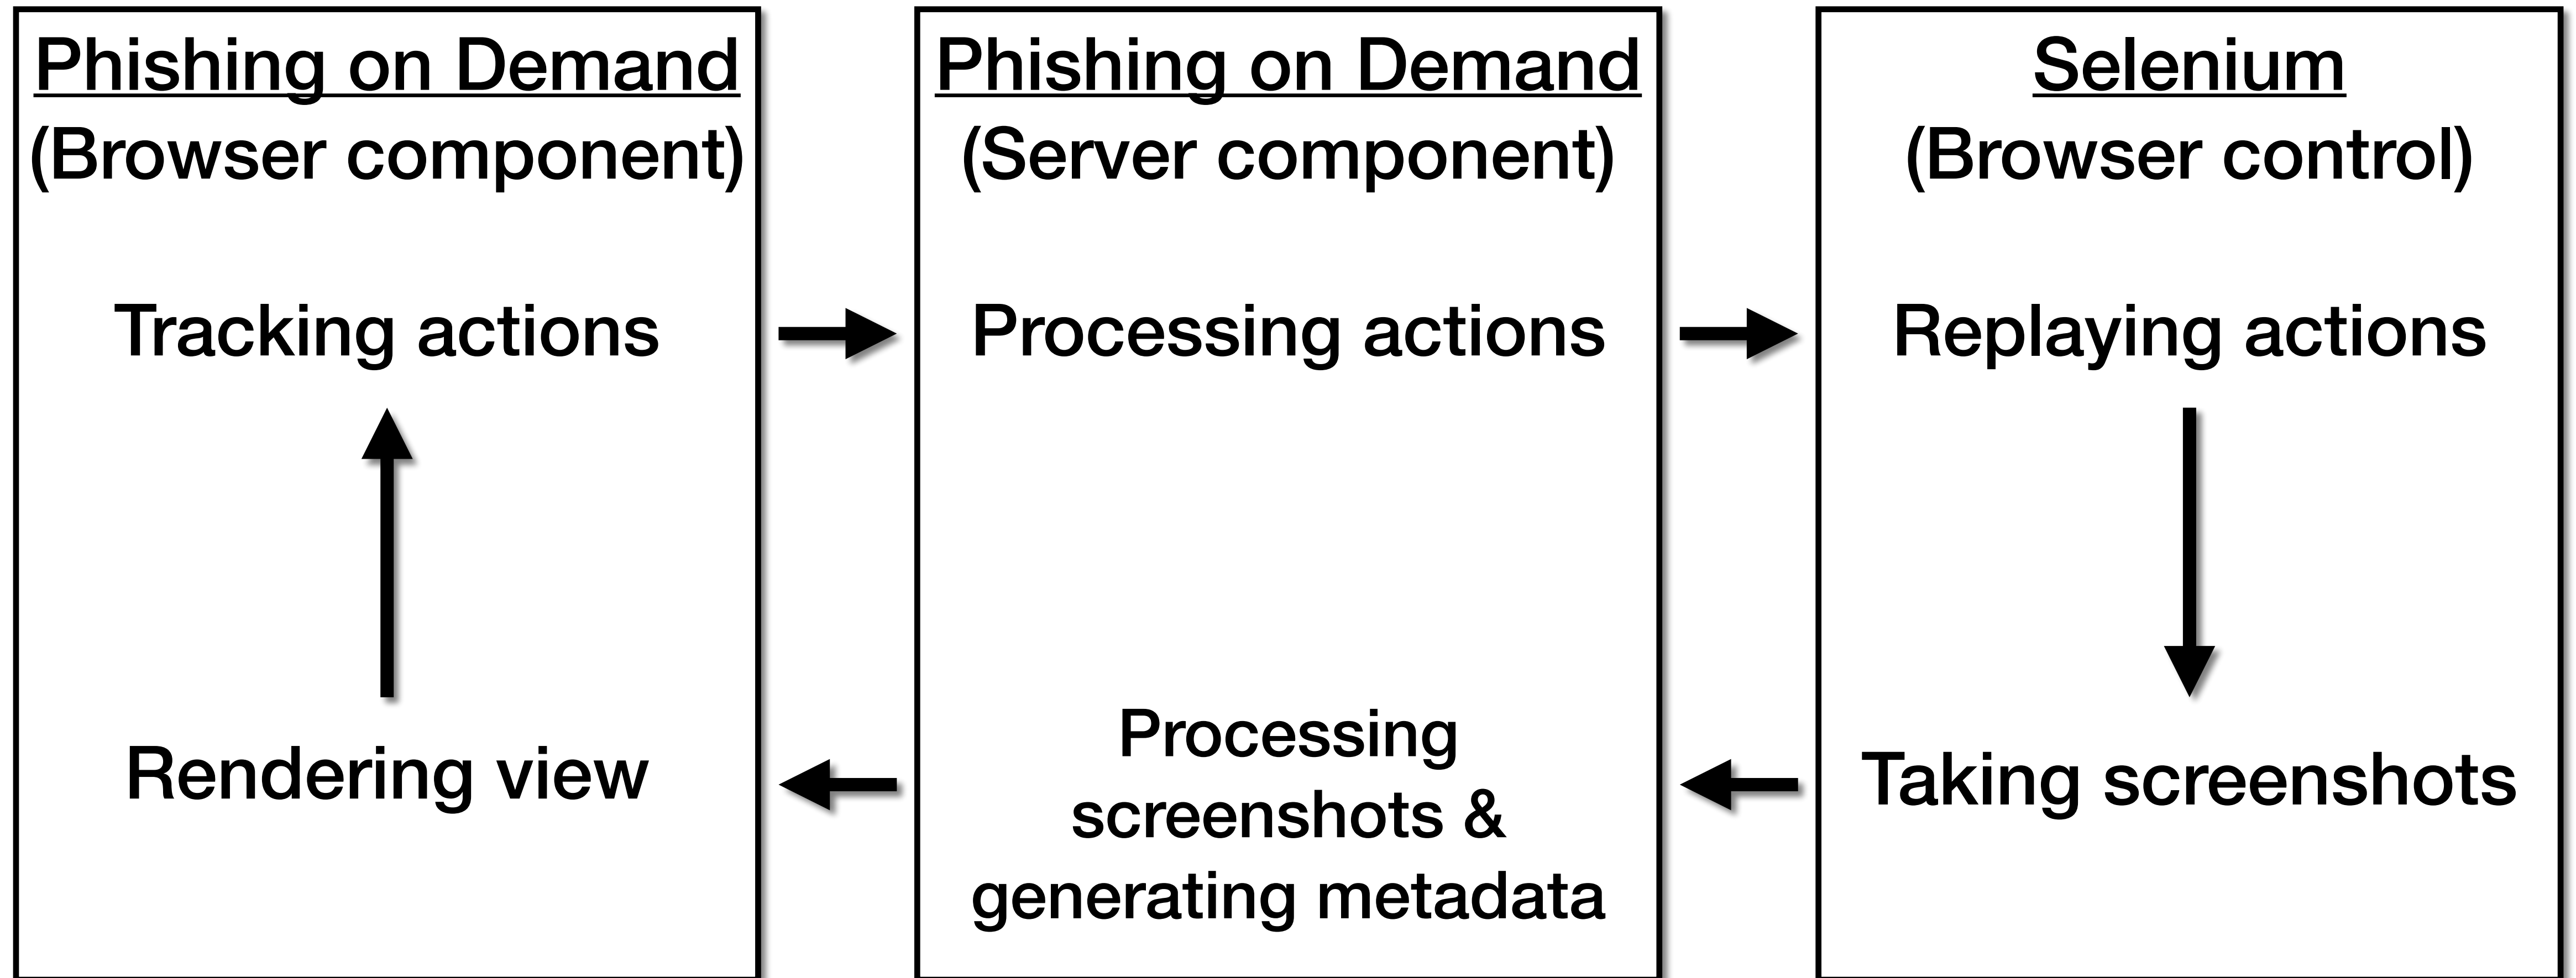 Phishing on Demand
(Browser component)
Tracking actions
Rendering view
Phishing on Demand
(Server component)
Processing actions
Processing
screenshots &
generating metadata
Selenium
(Browser control)
Replaying actions
Taking screenshots